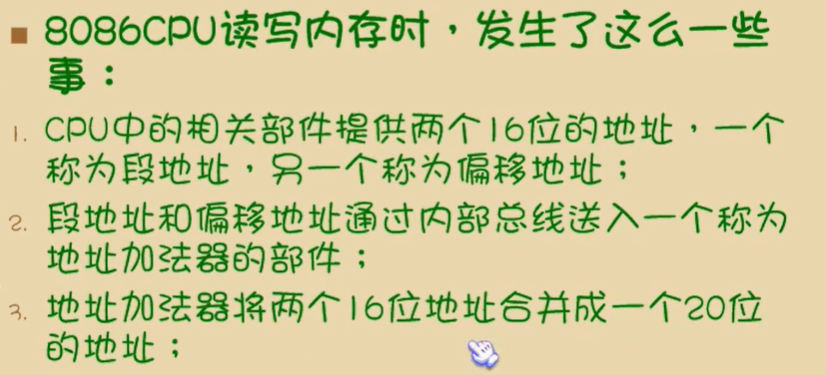 8086CPU读写内存时，发生了这么一些
事：
1. CPU中的相关部件提供两个16位的地址，一个
称为段地址，另一个称为偏移地址；
2. 段地址和偏移地址通过内部总线送入一个称为
地址加法器的部件；
3. 地址加法器将两个16位地址合并成一个20位
的地址；